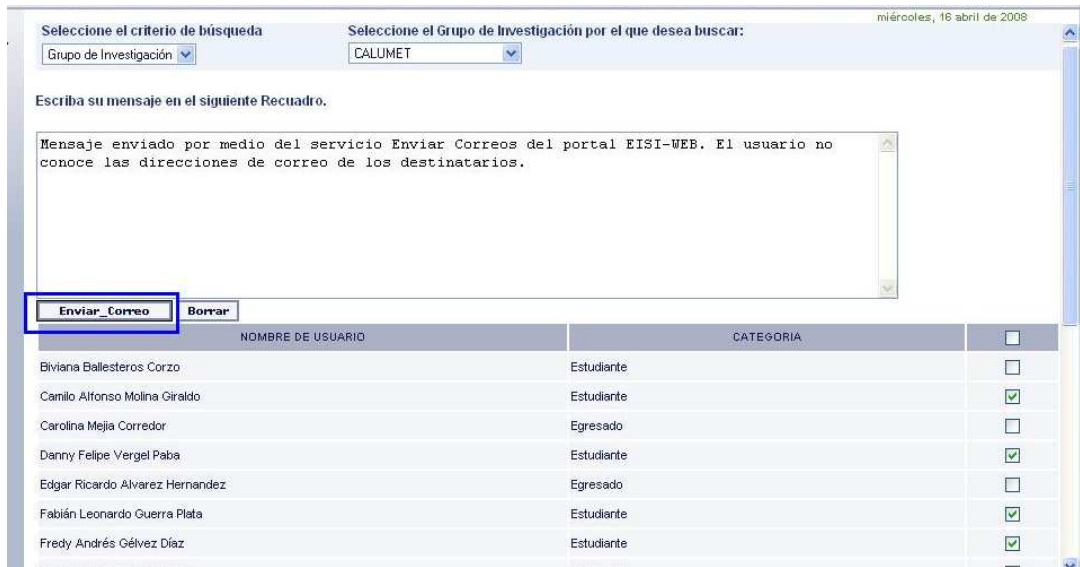 miércoles, 16 abril de 2008
Seleccione el criterio de búsqueda Seleccione el Grupo de Investigación por el que desea buscar:
Grupo de Investigación CALUMET
Escriba su mensaje en el siguiente Recuadro.
Mensaje enviado por medio del servicio Enviar Correos del portal EISI-WEB. El usuario no
conoce las direcciones de correo de los destinatarios.
Enviar_Correo Borrar
NOMBRE DE USUARIO CATEGORIA
Biviana Ballesteros Corzo Estudiante
Camilo Alfonso Molina Giraldo Estudiante
Carolina Mejia Corredor Egresado
Danny Felipe Vergel Paba Estudiante
Edgar Ricardo Alvarez Hernandez Egresado
Fabián Leonardo Guerra Plata Estudiante
Fredy Andrés Gélvez Díaz Estudiante